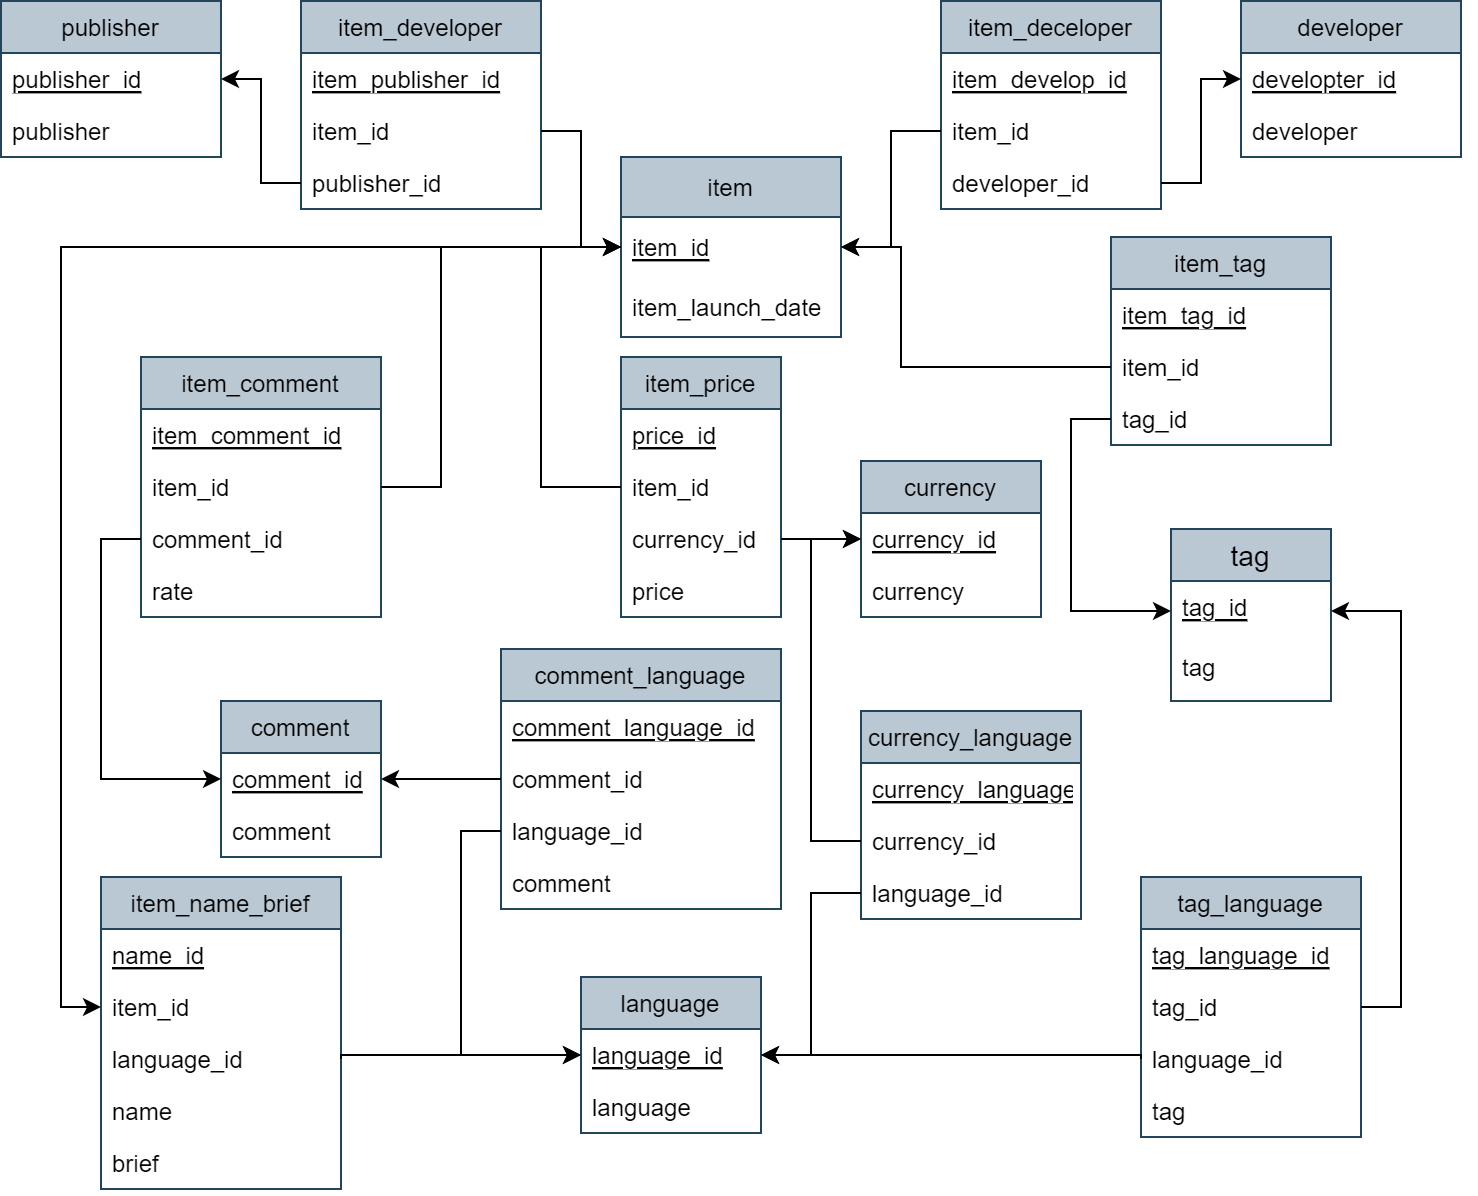 publisher
publisher_id
publisher
item_developer
item_publisher_id
item_id
publisher_id
item_deceloper
item_develop_id
item_id
developer_id
developer
developter_id
developer
item
item_id
item_launch_date
item_tag
item_tag_id
item_id
tag_id
item_comment
item_comment_id
item_id
comment_id
rate
item_price
price_id
item_id
currency_id
price
currency
currency_id
currency
tag
tag_id
tag
comment
comment_id
comment
comment_language
comment_language_id
comment_id
language_id
comment
currency_language
currency_language
currency_id
language_id
item_name_brief
name_id
item_id
language_id
name
brief
language
language_id
language
tag_language
tag_language_id
tag_id
language_id
tag